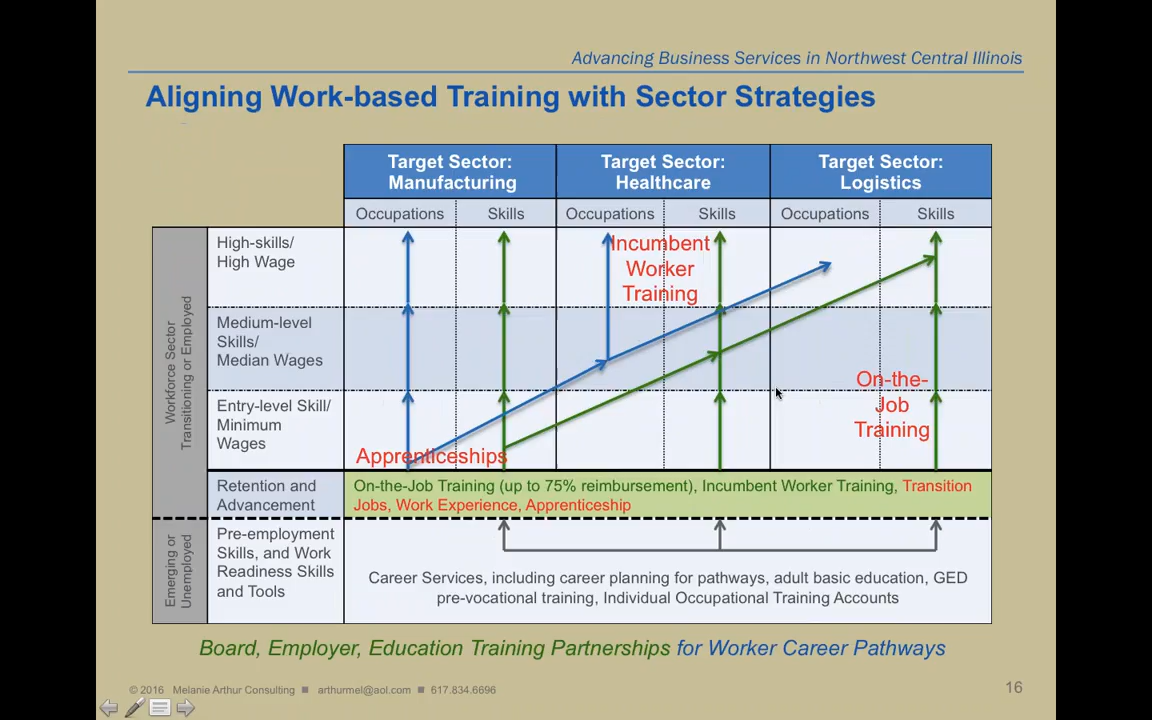 Advancing Business Services in Northwest Central Illinois
Aligning Work-based Training with Sector Strategies
Target Sector:
Manufacturing
Target Sector:
Healthcare
Target Sector:
Logistics
Occupations
Skills
Occupations
Skills
Occupations
Skills
Workforce Sector
Transitioning or Employed
High-skills/
High Wage
Incumbent
Worker
Training
Medium-level
Skills/
Median Wages
On-the-
Job
Training
Entry-level Skill/
Minimum
Wages
Apprenticeships
Retention and
Advancement
On-the-Job Training (up to 75% reimbursement), Incumbent Worker Training, Transition
Jobs, Work Experience, Apprenticeship
Emerging or
Unemployed
Pre-employment
Skills, and Work
Readiness Skills
and Tools
Career Services, including career planning for pathways, adult basic education, GED
pre-vocational training, Individual Occupational Training Accounts
Board, Employer, Education Training Partnerships for Worker Career Pathways
© 2016 Melanie Arthur Consulting ■ arthurmel@aol.com ■ 617.834.6696
16